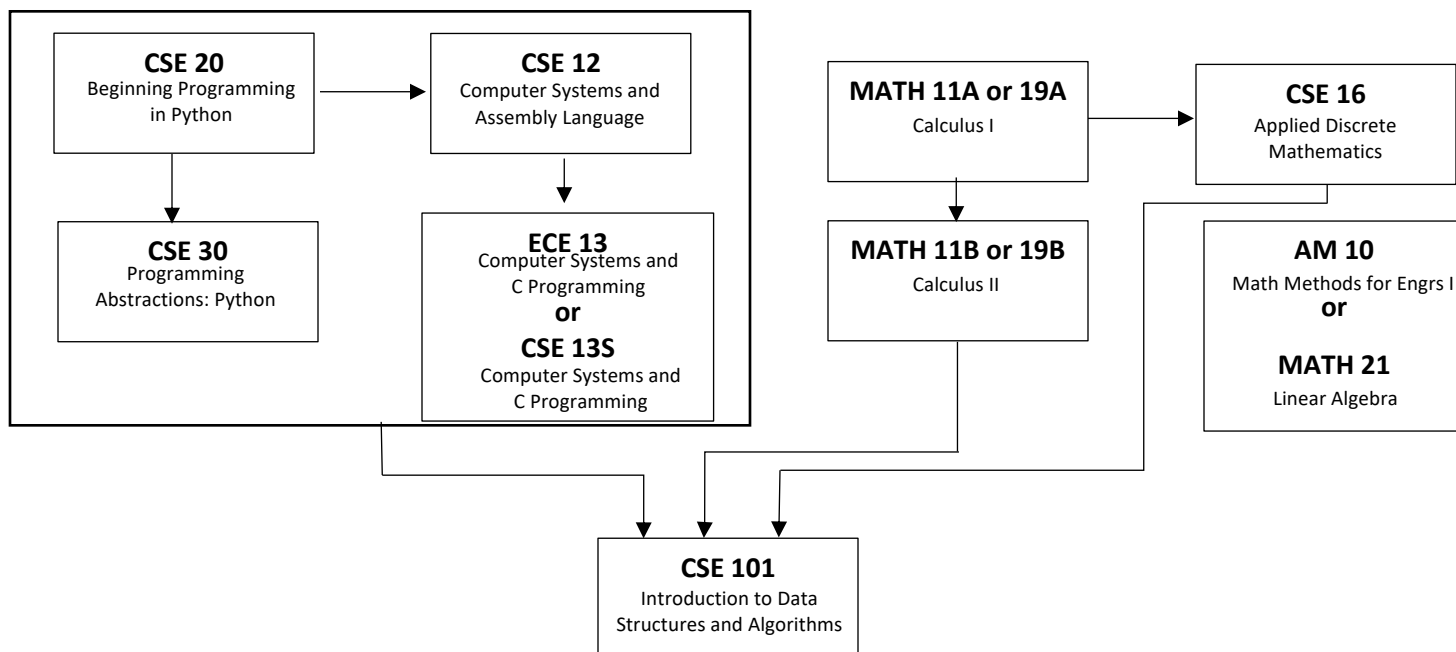 CSE 20
Beginning Programming
in Python
CSE 12
Computer Systems and
Assembly Language
MATH 11A or 19A
Calculus I
CSE 16
Applied Discrete
Mathematics
CSE 30
Programming
Abstractions: Python
ECE 13
Computer Systems and
C Programming
or
CSE 13S
Computer Systems and
C Programming
MATH 11B or 19B
Calculus II
AM 10
Math Methods for Engrs I
or
MATH 21
Linear Algebra
CSE 101
Introduction to Data
Structures and Algorithms